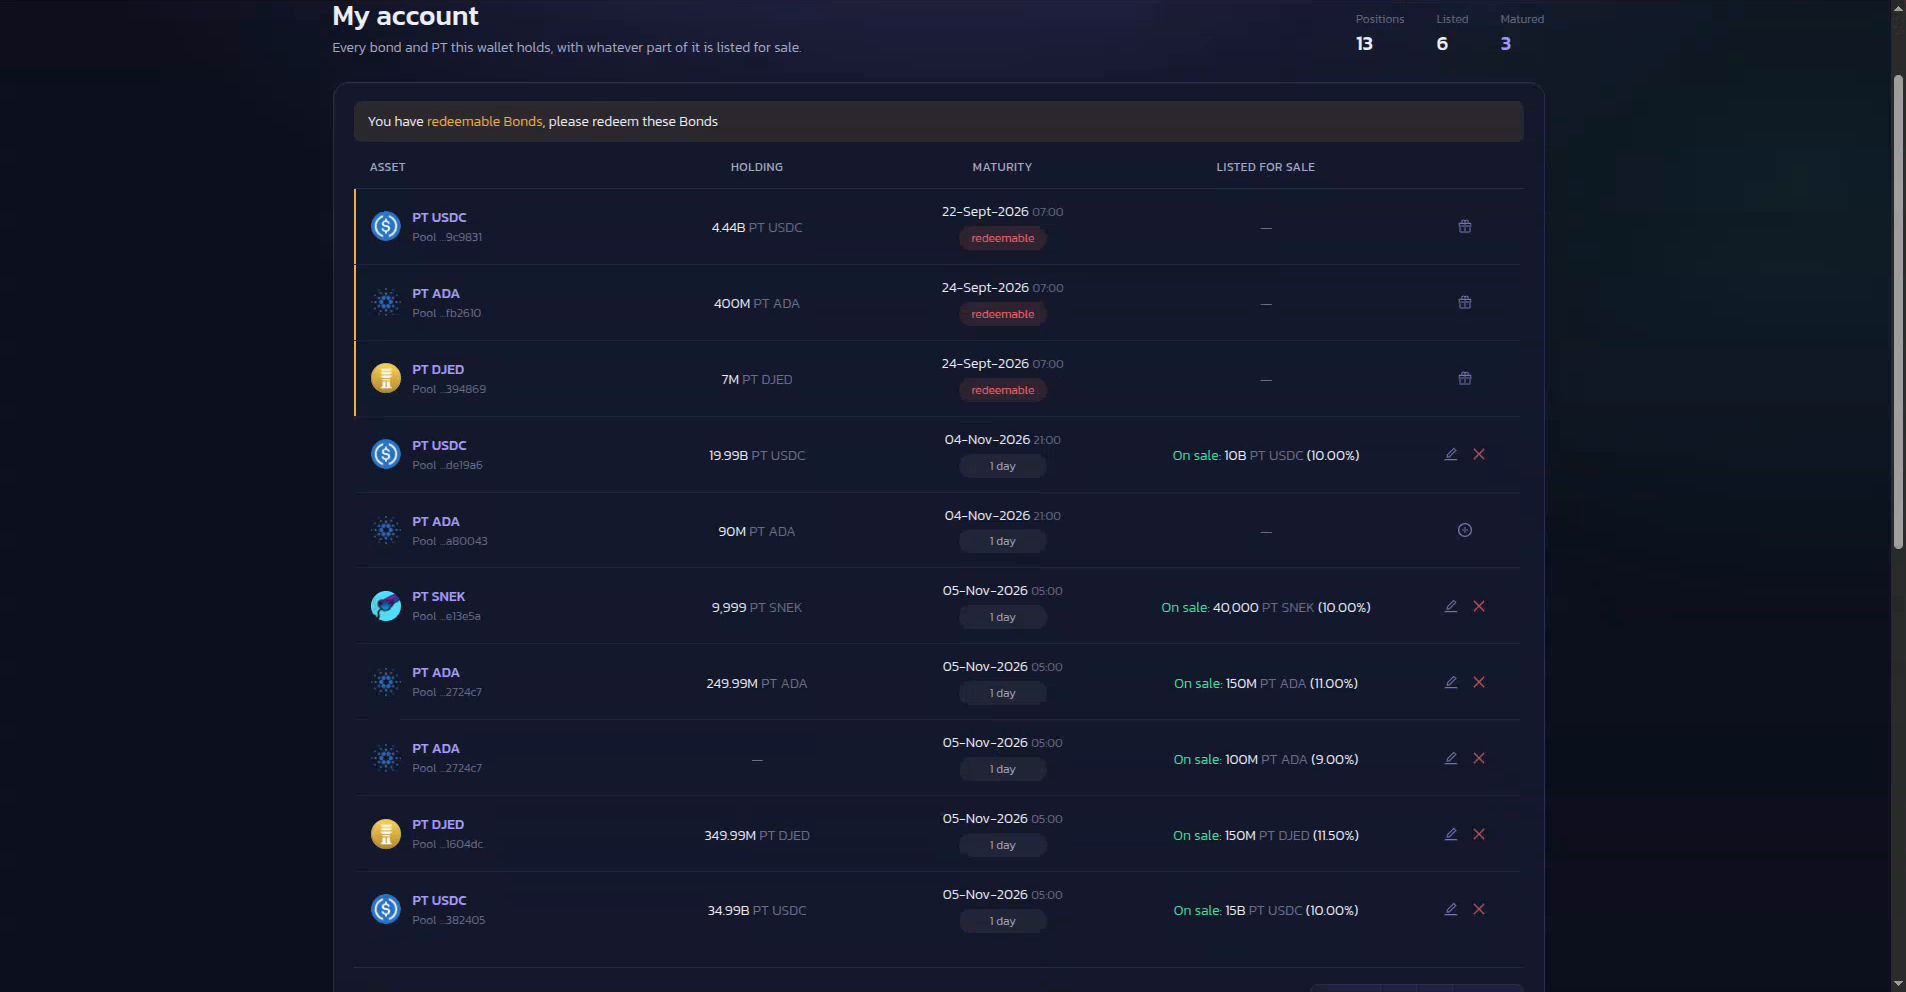 My account
Every bond and PT this wallet holds, with whatever part of it is listed for sale.
Positions Listed Matured
13 6 3
You have redeemable Bonds, please redeem these Bonds
ASSET HOLDING MATURITY LISTED FOR SALE
PT USDC
Pool ...9c9831
4.44B PT USDC
22-Sept-2026 07:00
redeemable
—
PT ADA
Pool ...fb2610
400M PT ADA
24-Sept-2026 07:00
redeemable
—
PT DJED
Pool ...394869
7M PT DJED
24-Sept-2026 07:00
redeemable
—
PT USDC
Pool ...de19a6
19.99B PT USDC
04-Nov-2026 21:00
1 day
On sale: 10B PT USDC (10.00%)
PT ADA
Pool ...a80043
90M PT ADA
04-Nov-2026 21:00
1 day
—
PT SNEK
Pool ...e13e5a
9,999 PT SNEK
05-Nov-2026 05:00
1 day
On sale: 40,000 PT SNEK (10.00%)
PT ADA
Pool ...2724c7
249.99M PT ADA
05-Nov-2026 05:00
1 day
On sale: 150M PT ADA (11.00%)
PT ADA
Pool ...2724c7
—
05-Nov-2026 05:00
1 day
On sale: 100M PT ADA (9.00%)
PT DJED
Pool ...1604dc
349.99M PT DJED
05-Nov-2026 05:00
1 day
On sale: 150M PT DJED (11.50%)
PT USDC
Pool ...382405
34.99B PT USDC
05-Nov-2026 05:00
1 day
On sale: 15B PT USDC (10.00%)